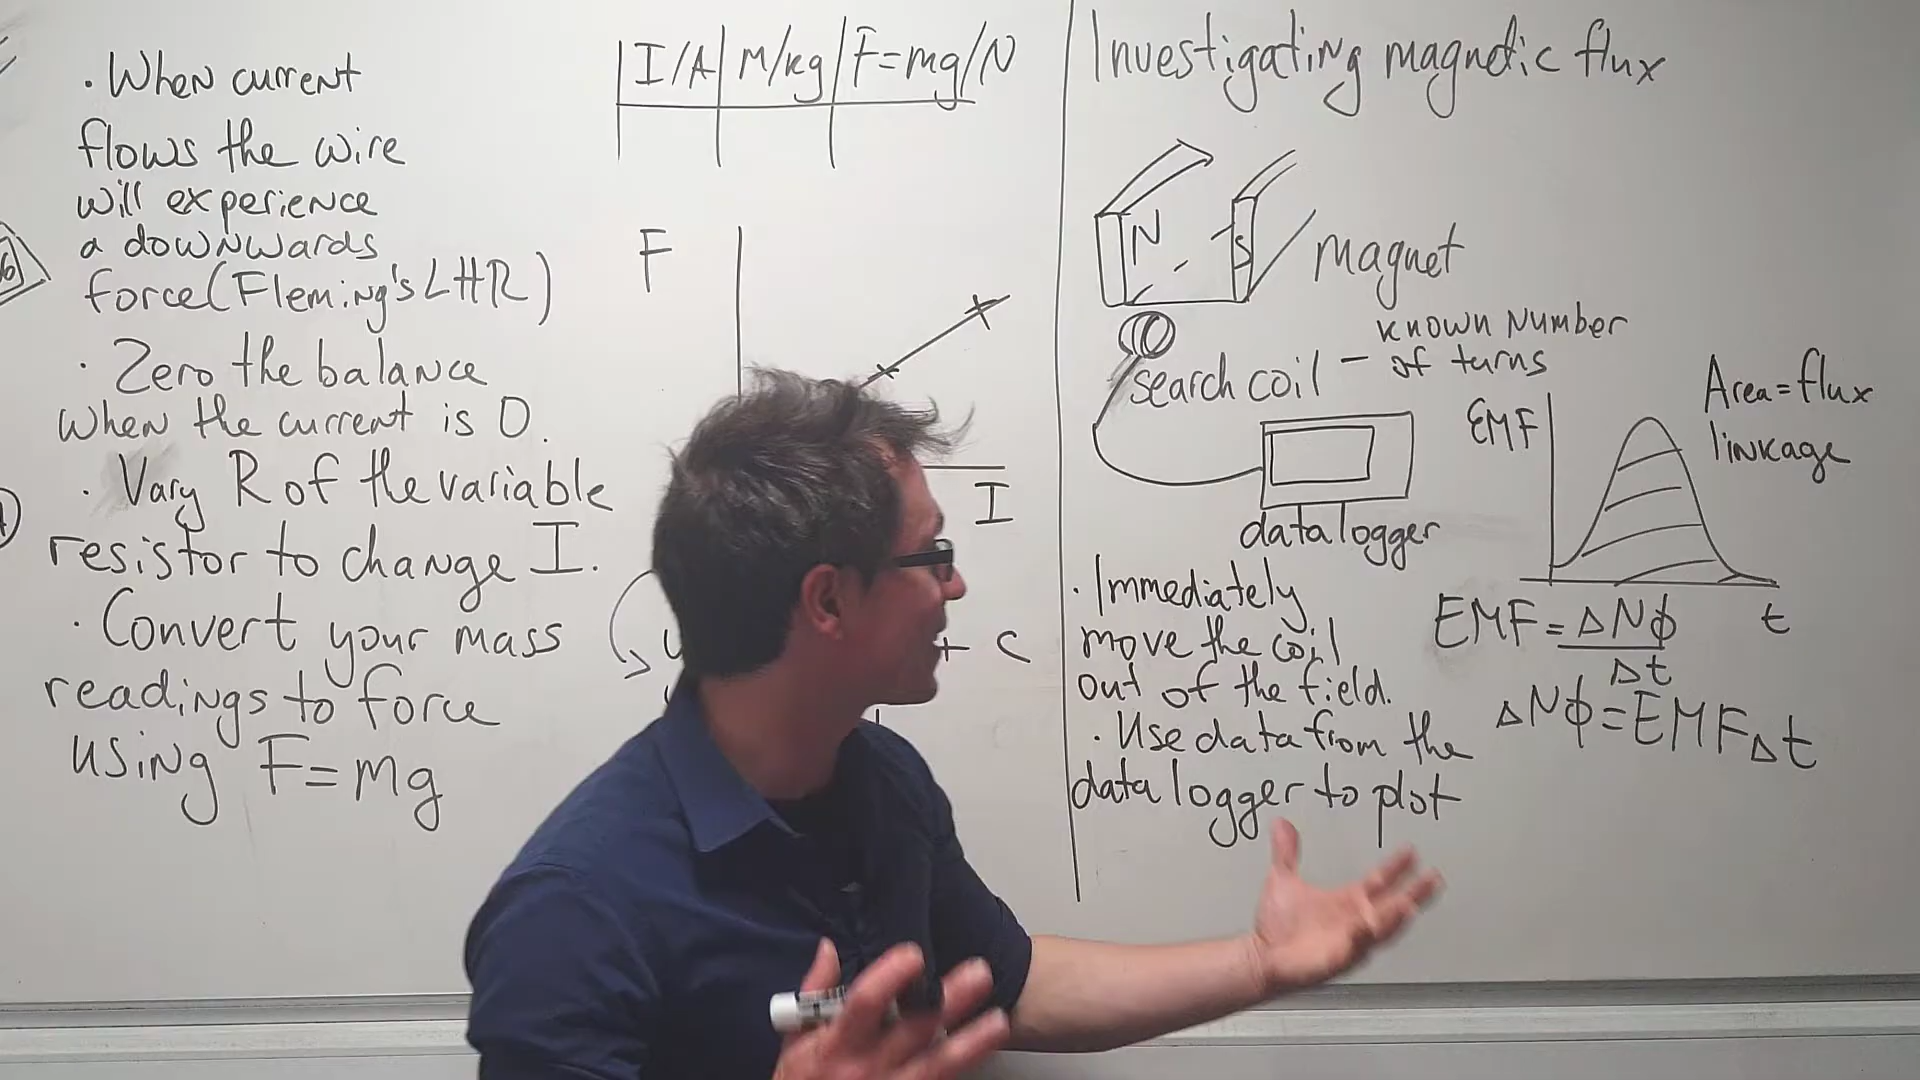 · When current
flows the wire
will experience
a downwards
force (Fleming's LHR)
· Zero the balance
when the current is 0.
· Vary R of the variable
resistor to change I.
· Convert your mass
readings to force
using F=mg
I/A M/kg F=mg/N
F
I
+ c
Investigating magnetic flux
N
S
magnet
search coil – known number
of turns
data logger
EMF
Area = flux
linkage
t
· Immediately
move the coil
out of the field.
· Use data from the
data logger to plot
EMF = ΔNϕ
Δt
ΔNϕ = EMFΔt